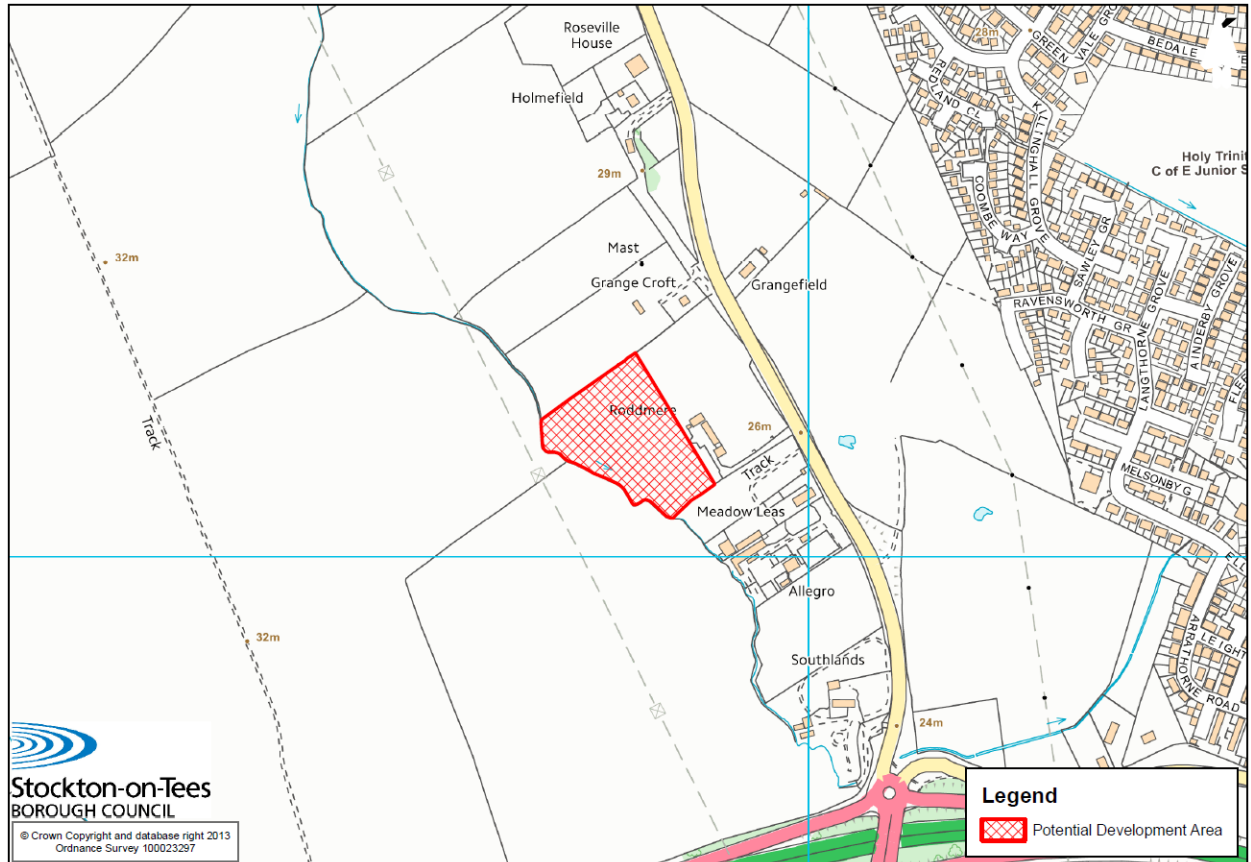 Roseville
House
Holmefield
29m
32m
Mast
Grange Croft
Grangefield
Roddmere
26m
Track
Track
Meadow Leas
Allegro
32m
Southlands
24m
28m
GREEN
BEDALE
REDLAND CL
KILLINGHALL GROVE
Holy Trinit
C of E Junior S
COOMBE WAY
SAWLEY GR
RAVENSWORTH GR
LANGTHORNE GROVE
AINDERBY GROVE
MELSONBY G
ARRATHORNE ROAD
LEIGHT
Stockton-on-Tees
BOROUGH COUNCIL
© Crown Copyright and database right 2013
Ordnance Survey 100023297
Legend
Potential Development Area